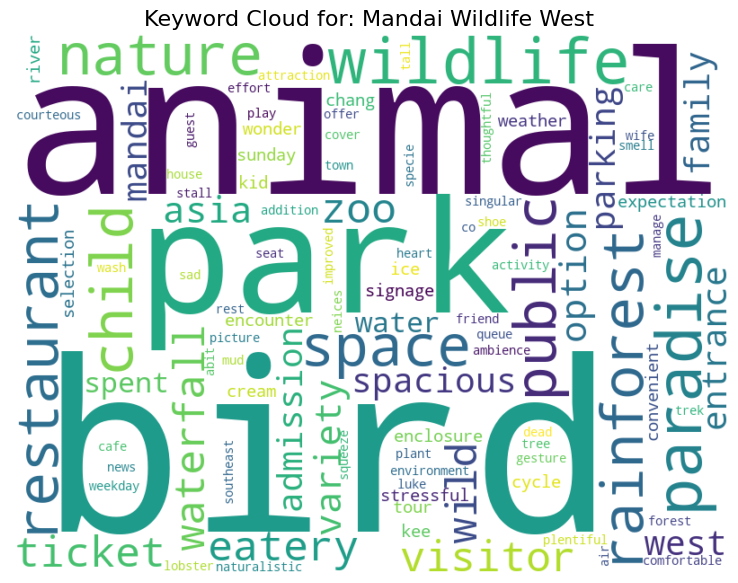 Keyword Cloud for: Mandai Wildlife West
river
nature
attraction
wildlife
tall
animal
courteous
mandai
effort
play
guest
wonder
sunday
kid
house
stall
chang
offer
cover
town
specie
thoughtful
weather
parking
care
wife
smell
family
restaurant
selection
child
asia
addition
zoo
singular
co
shoe
expectation
park
public
option
manage
paradise
entrance
wash
sad
seat
improved
heart
ice
signage
activity
rest
encounter
neices
water
friend
queue
ambience
rainforest
convenient
picture
abit
mud
space
spacious
spent
waterfall
cream
admission
variety
squeeze
bird
trek
cafe
news
weekday
southeast
enclosure
plant
environment
luke
stressful
tour
kee
wild
dead
tree
gesture
cycle
plentiful
air
forest
west
comfortable
ticket
lobster
eatery
naturalistic
visitor